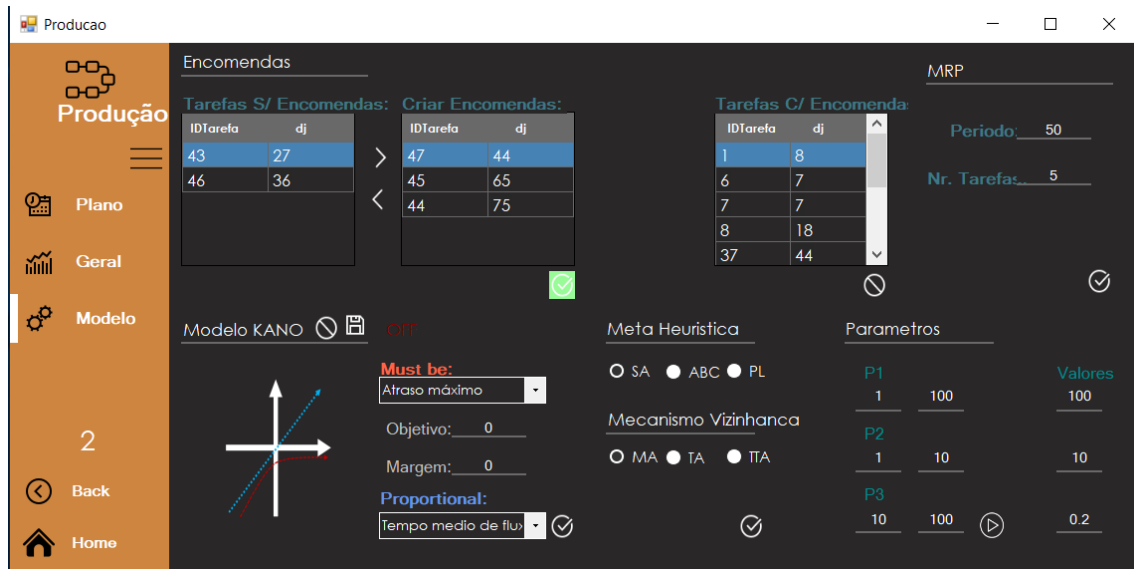 Producao
Produção
Plano
Geral
Modelo
2
Back
Home
Encomendas
Tarefas S/ Encomendas:
IDTarefa dj
43 27
46 36
Criar Encomendas:
IDTarefa dj
47 44
45 65
44 75
Tarefas C/ Encomenda
IDTarefa dj
1 8
6 7
7 7
8 18
37 44
MRP
Periodo: 50
Nr. Tarefas.. 5
Modelo KANO
OFF
Must be:
Atraso máximo
Objetivo: 0
Margem: 0
Proportional:
Tempo medio de flu
Meta Heuristica
SA ABC PL
Mecanismo Vizinhanca
MA TA TTA
Parametros
P1 Valores
1 100 100
P2
1 10 10
P3
10 100 0.2